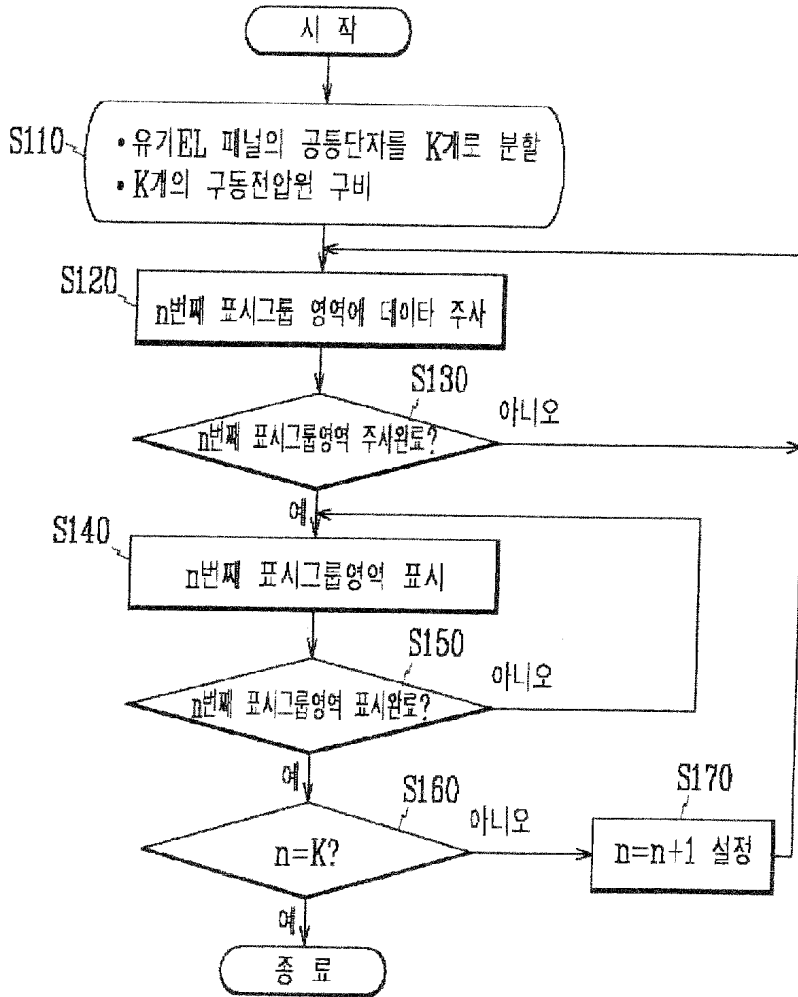 시 작
S110
• 유기EL 패널의 공통단자를 K개로 분할
• K개의 구동전압원 구비
S120
n번째 표시그룹 영역에 데이타 주사
S130
n번째 표시그룹영역 주사완료?
아니오
예
S140
n번째 표시그룹영역 표시
S150
n번째 표시그룹영역 표시완료?
아니오
예
S160
n=K?
아니오
S170
n=n+1 설정
예
종 료